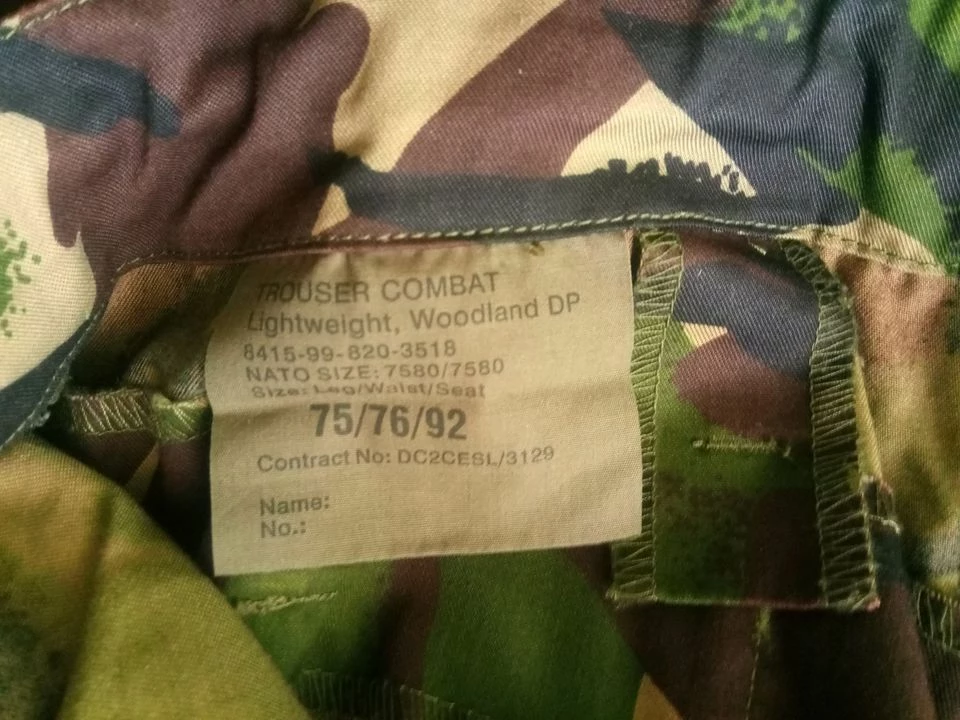 TROUSER COMBAT
Lightweight, Woodland DP
8415-99-820-3518
NATO SIZE: 7580/7580
Size: Leg/Waist/Seat
75/76/92
Contract No: DC2CESL/3129
Name:
No.: